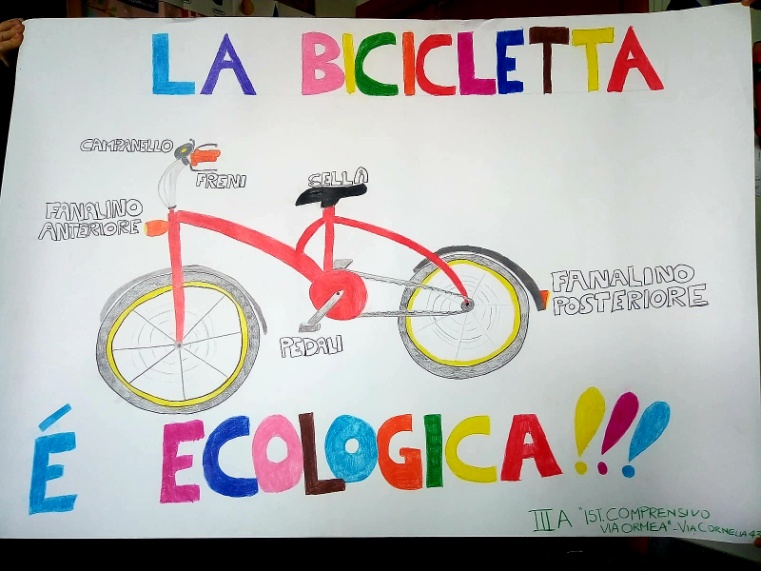 LA BICICLETTA
CAMPANELLO
FRENI
SELLA
FANALINO
ANTERIORE
FANALINO
POSTERIORE
PEDALI
É ECOLOGICA!!!
III A "IST. COMPRENSIVO
VIA ORMEA" - VIA CORNELIA 43